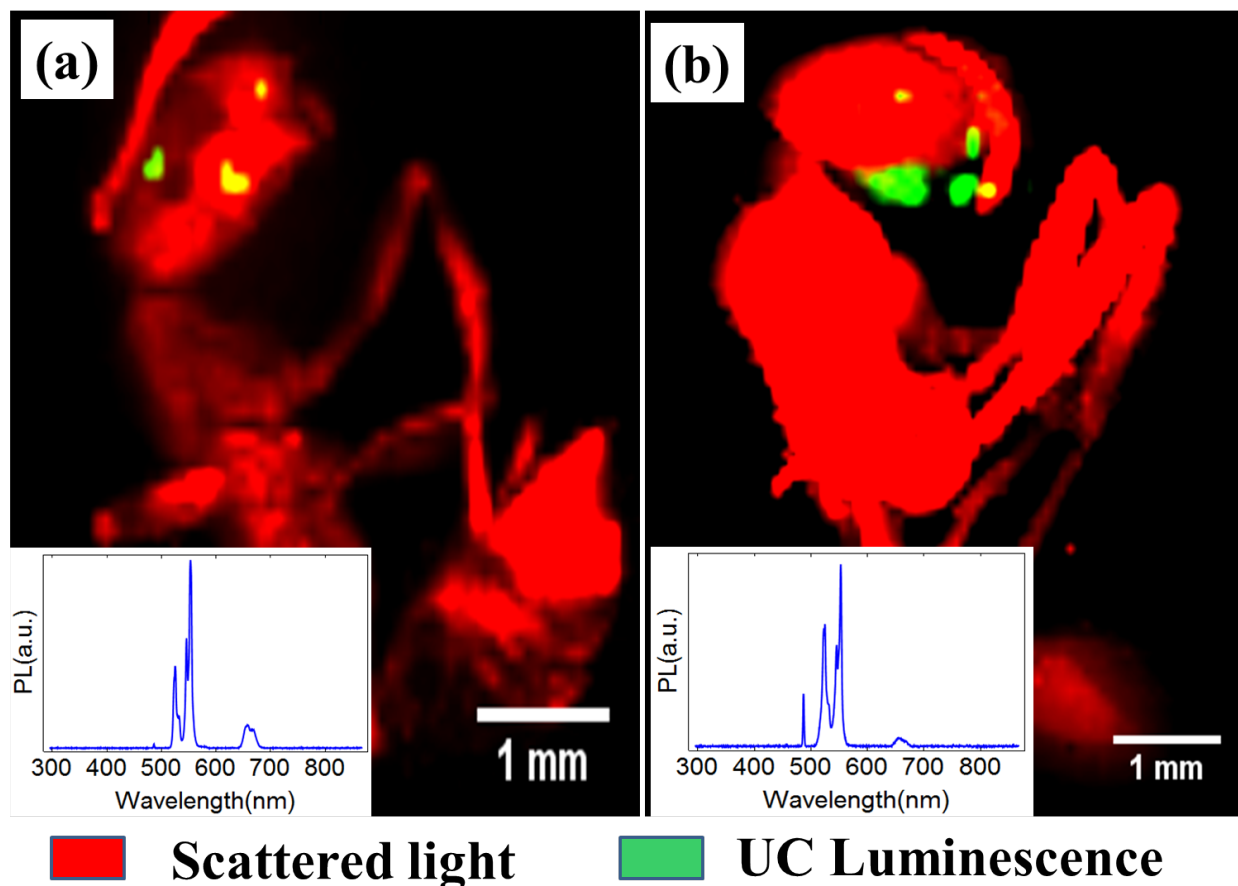 (a)
(b)
PL(a.u.)
300 400 500 600 700 800
Wavelength(nm)
1 mm
PL(a.u.)
300 400 500 600 700 800
Wavelength(nm)
1 mm
Scattered light
UC Luminescence